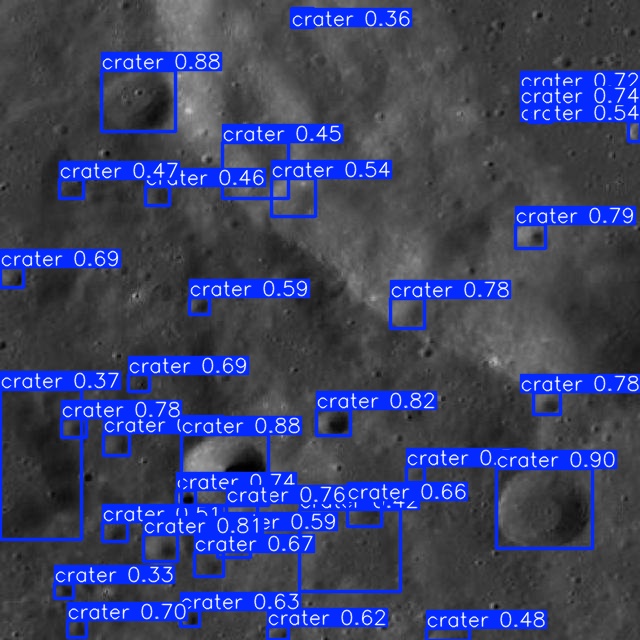 crater 0.36
crater 0.88
crater 0.72
crater 0.74
crater 0.54
crater 0.45
crater 0.47
crater 0.46
crater 0.54
crater 0.79
crater 0.69
crater 0.59
crater 0.78
crater 0.69
crater 0.37
crater 0.78
crater 0.82
crater 0.78
crater
crater 0.88
crater
crater 0.90
crater 0.74
crater 0.76
crater 0.66
crater 0.81
0.59
crater 0.67
crater 0.33
crater 0.70
crater 0.63
crater 0.62
crater 0.48